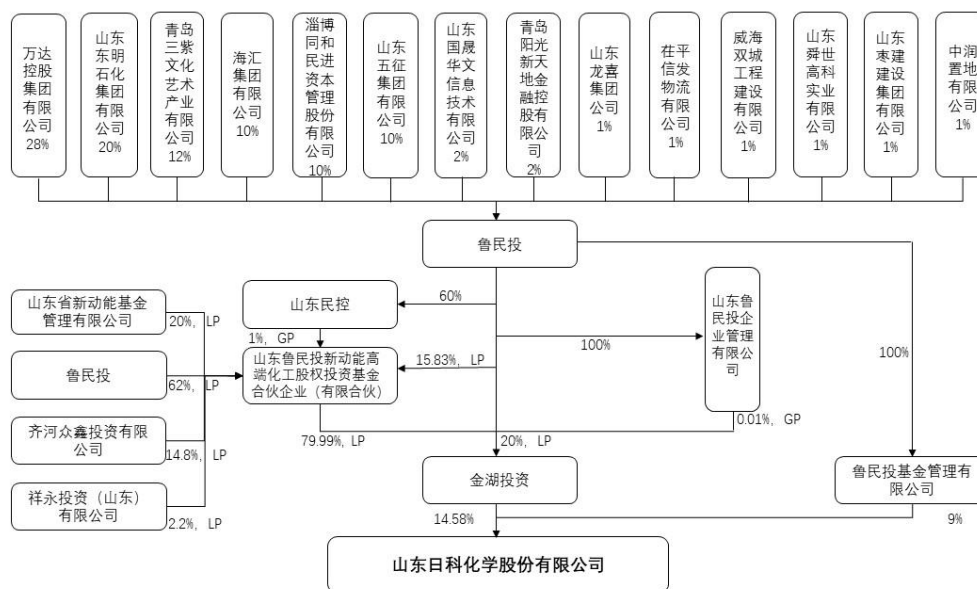 万达
控股
集团
有限
公司
28%
山东
东明
石化
集团
有限
公司
20%
青岛
三紫
文化
艺术
产业
有限
公司
12%
海汇
集团
有限
公司
10%
淄博
同和
民进
资本
管理
股份
有限
公司
10%
山东
五征
集团
有限
公司
10%
山东
国晟
华文
信息
技术
有限
公司
2%
青岛
阳光
新天
地金
融控
股有
限公
司
2%
山东
龙喜
集团
公司
1%
茌平
信发
物流
有限
公司
1%
威海
双城
工程
建设
有限
公司
1%
山东
舜世
高科
实业
有限
公司
1%
山东
枣建
建设
集团
有限
公司
1%
中润
置地
有限
公司
1%
鲁民投
山东省新动能基金
管理有限公司
20%，LP
鲁民投
62%，LP
齐河众鑫投资有限
公司
14.8%，LP
祥永投资（山东）
有限公司
2.2%，LP
山东民控
60%
1%，GP
山东鲁民投新动能高
端化工股权投资基金
合伙企业（有限合伙）
15.83%，LP
100%
山东鲁
民投企
业管理
有限公
司
100%
79.99%，LP
20%，LP
0.01%，GP
金湖投资
鲁民投基金管理有
限公司
14.58%
9%
山东日科化学股份有限公司